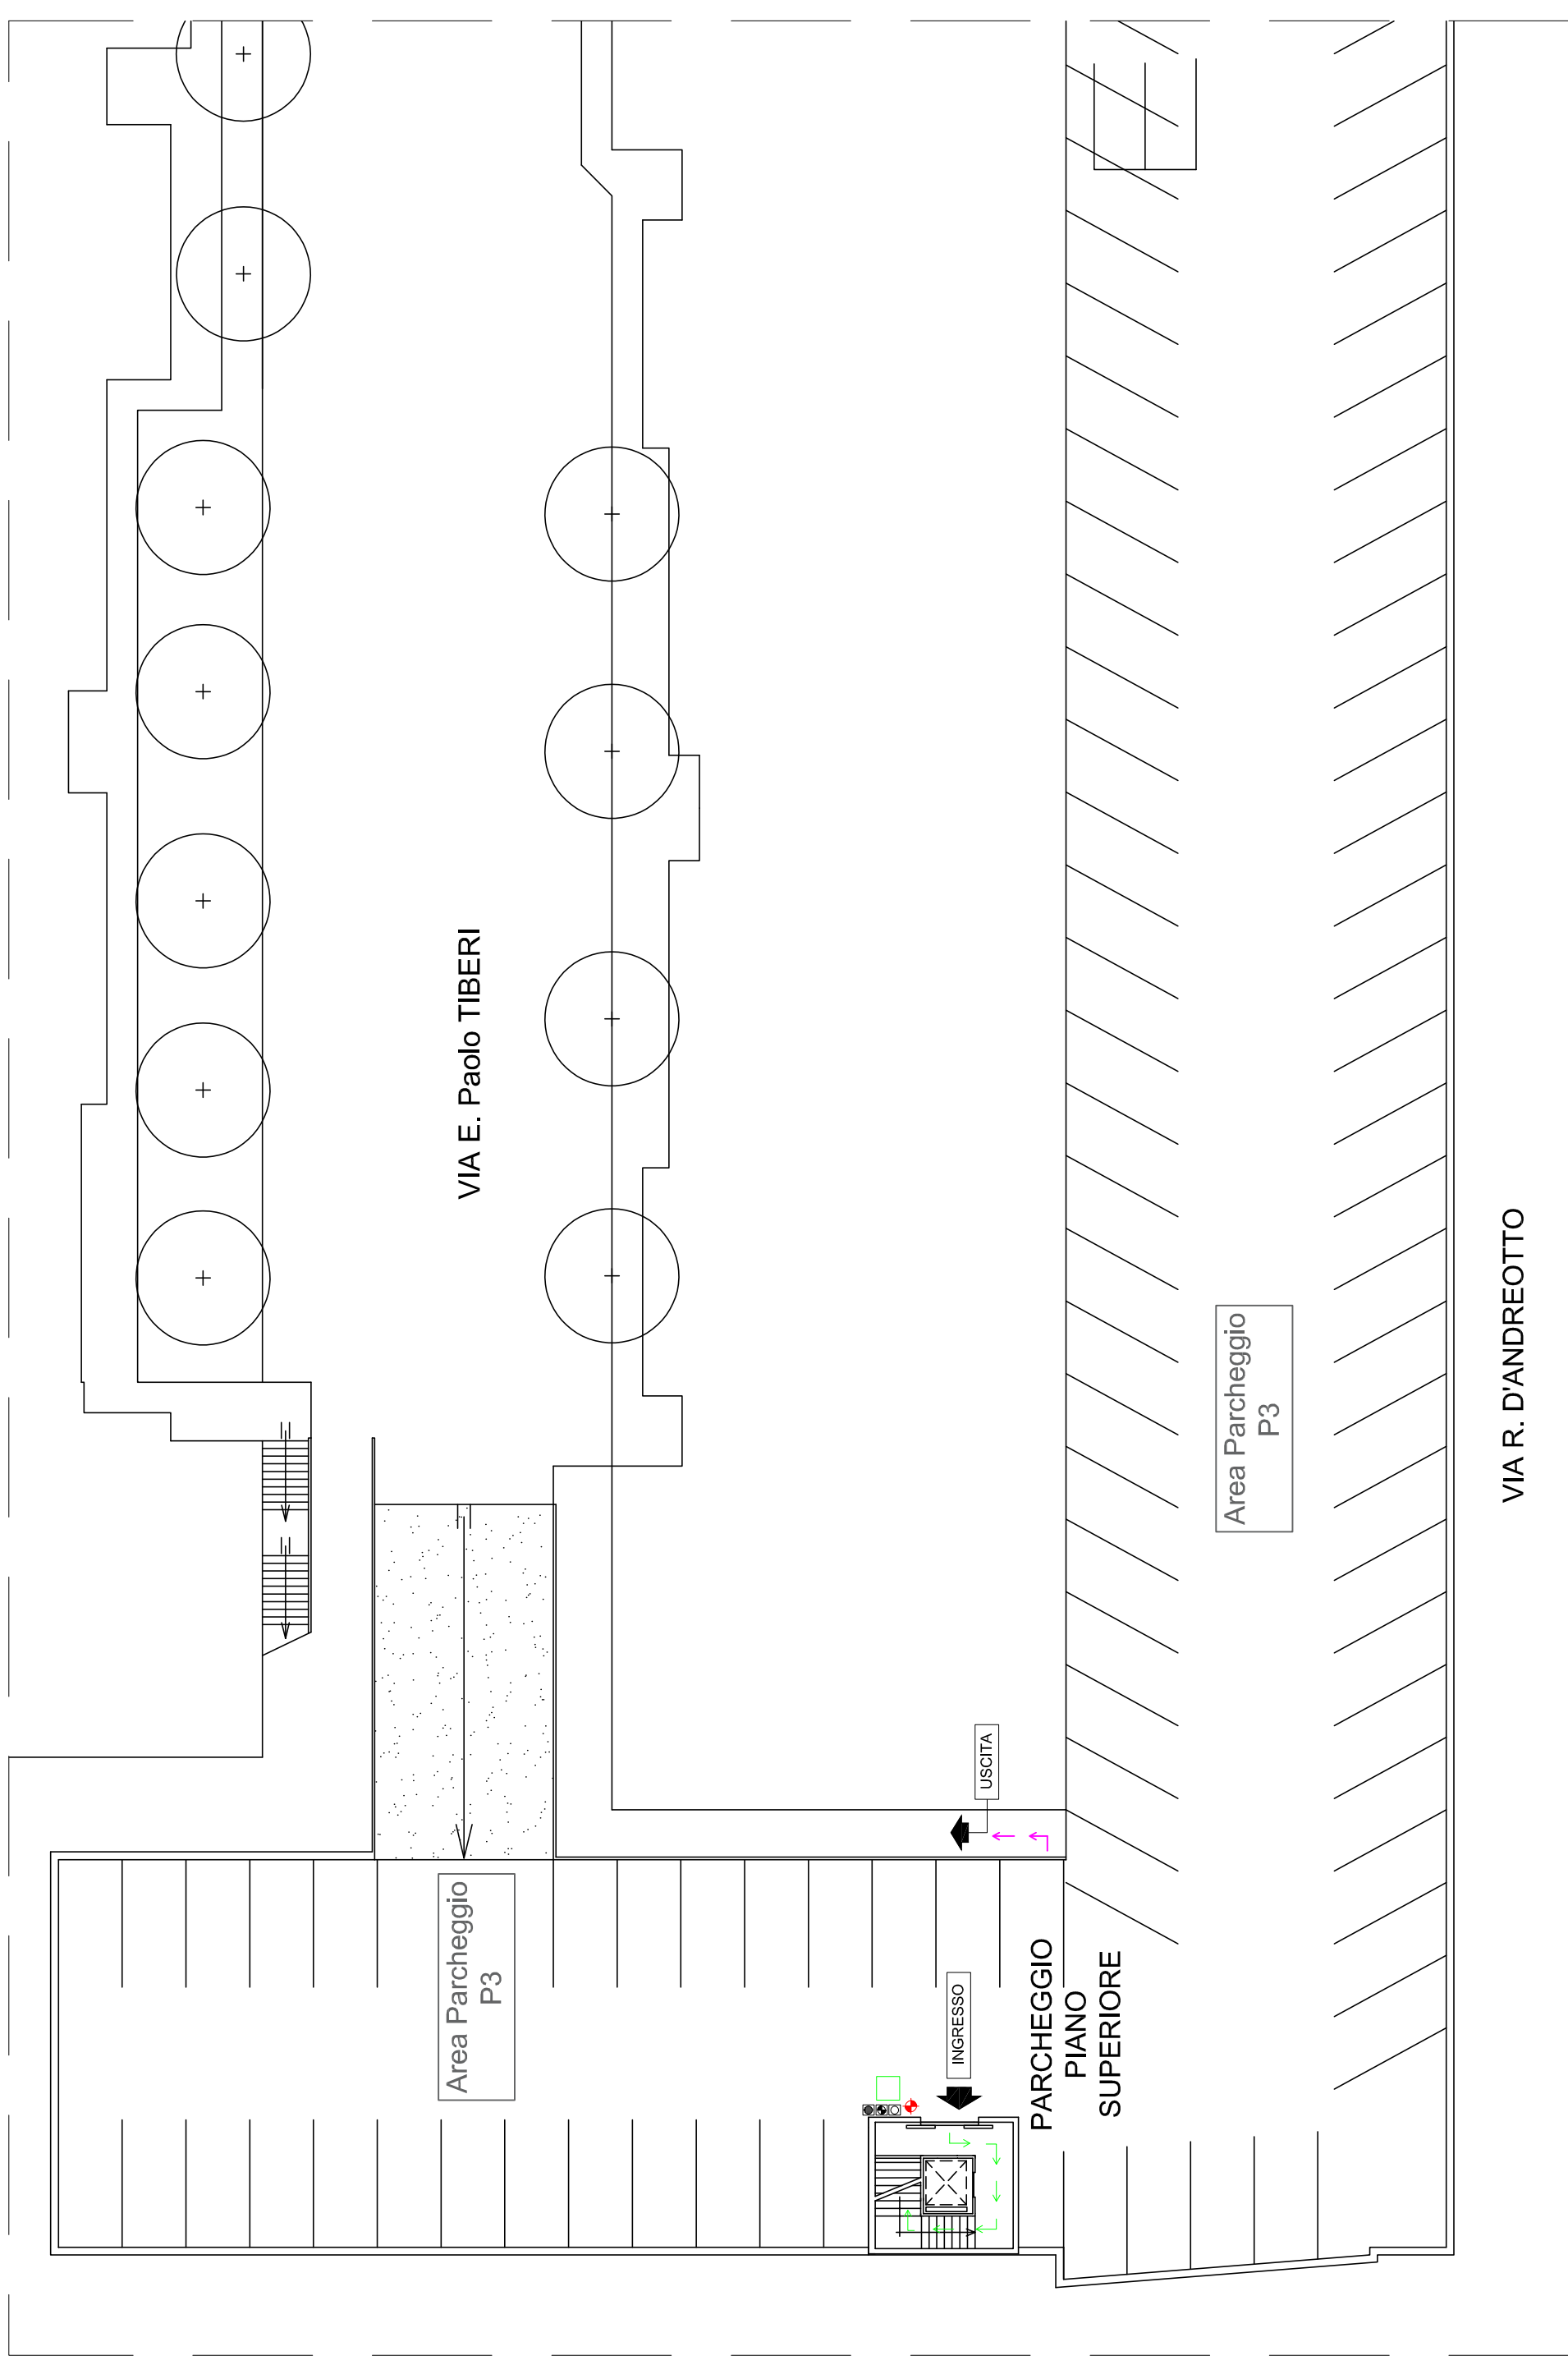 VIA E. Paolo TIBERI
Area Parcheggio
P3
USCITA
INGRESSO
PARCHEGGIO
PIANO
SUPERIORE
Area Parcheggio
P3
VIA R. D'ANDREOTTO